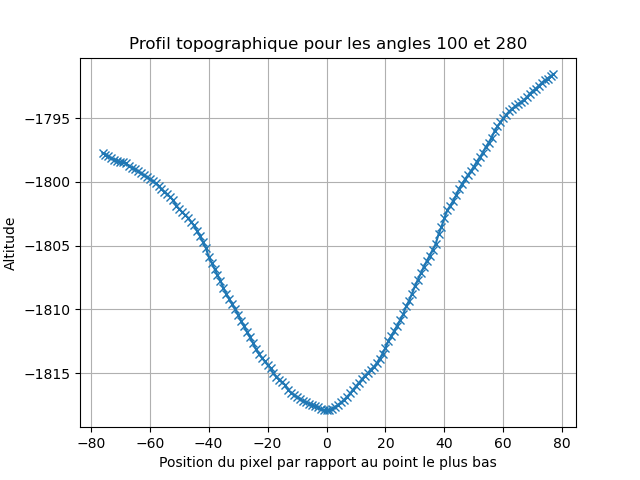 Profil topographique pour les angles 100 et 280
Altitude
−1795
−1800
−1805
−1810
−1815
−80 −60 −40 −20 0 20 40 60 80
Position du pixel par rapport au point le plus bas